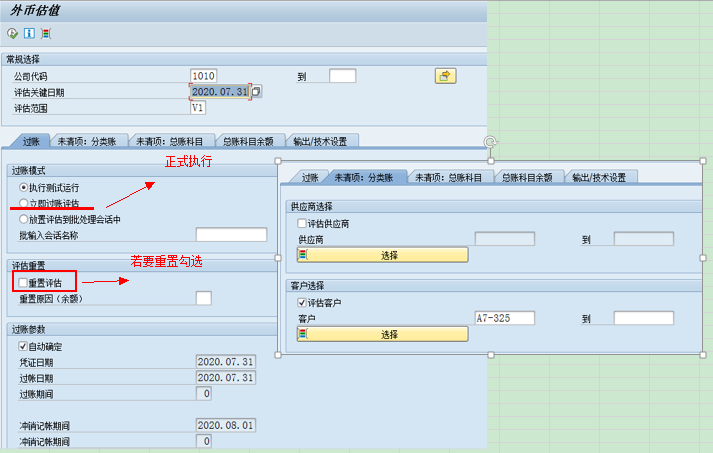 外币估值
常规选择
公司代码 1010 到
评估关键日期 2020.07.31
评估范围 V1
过账 未清项：分类账 未清项：总账科目 总账科目余额 输出/技术设置
过账模式
正式执行
执行测试运行
立即过账评估
放置评估到批处理会话中
批输入会话名称
评估重置
若要重置勾选
重置评估
重置原因（余额）
过账参数
自动确定
凭证日期 2020.07.31
过帐日期 2020.07.31
过账期间 0
冲消记帐期间 2020.08.01
冲消记帐期间 0
过账 未清项：分类账 未清项：总账科目 总账科目余额 输出/技术设置
供应商选择
评估供应商
供应商 到
选择
客户选择
评估客户
客户 A7-325 到
选择